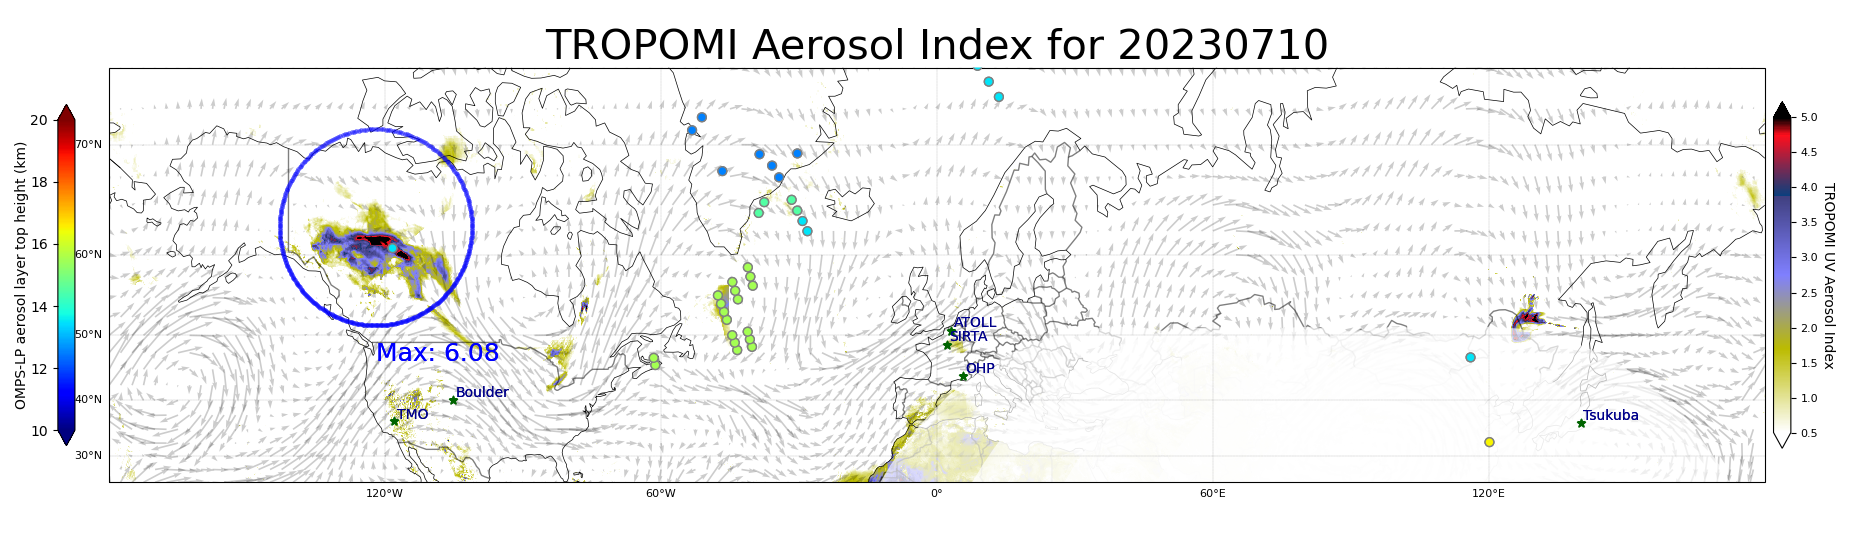 TROPOMI Aerosol Index for 20230710
OMPS-LP aerosol layer top height (km)
20
18
16
14
12
10
70°N
60°N
50°N
40°N
30°N
120°W
60°W
0°
60°E
120°E
Max: 6.08
Boulder
TMO
ATOLL
SIRTA
OHP
Tsukuba
5.0
4.5
4.0
3.5
3.0
2.5
2.0
1.5
1.0
0.5
TROPOMI UV Aerosol Index